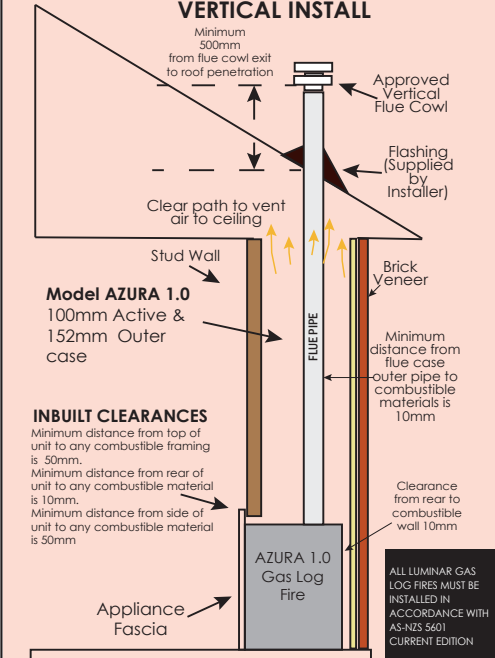 VERTICAL INSTALL
Minimum
500mm
from flue cowl exit
to roof penetration
Approved
Vertical
Flue Cowl
Flashing
(Supplied
by
Installer)
Clear path to vent
air to ceiling
Stud Wall
Brick
Veneer
Model AZURA 1.0
100mm Active &
152mm Outer
case
FLUE PIPE
Minimum
distance from
flue case
outer pipe to
combustible
materials is
10mm
INBUILT CLEARANCES
Minimum distance from top of
unit to any combustible framing
is 50mm.
Minimum distance from rear of
unit to any combustible material
is 10mm.
Minimum distance from side of
unit to any combustible material
is 50mm
Clearance
from rear to
combustible
wall 10mm
AZURA 1.0
Gas Log
Fire
Appliance
Fascia
ALL LUMINAR GAS
LOG FIRES MUST BE
INSTALLED IN
ACCORDANCE WITH
AS-NZS 5601
CURRENT EDITION